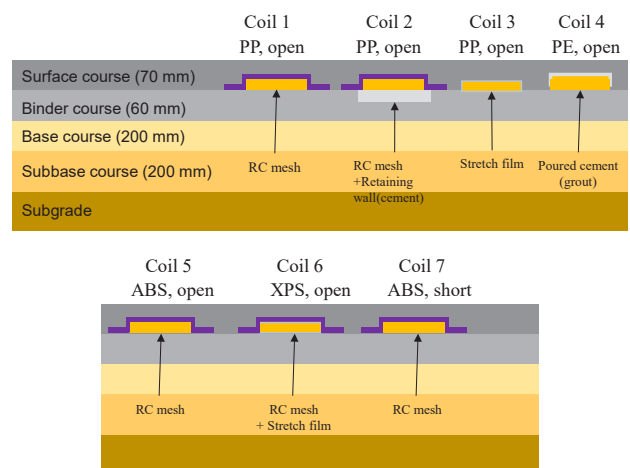 Coil 1
PP, open
Coil 2
PP, open
Coil 3
PP, open
Coil 4
PE, open
Surface course (70 mm)
Binder course (60 mm)
Base course (200 mm)
Subbase course (200 mm)
Subgrade
RC mesh
RC mesh
+Retaining
wall(cement)
Stretch film
Poured cement
(grout)
Coil 5
ABS, open
Coil 6
XPS, open
Coil 7
ABS, short
RC mesh
RC mesh
+ Stretch film
RC mesh